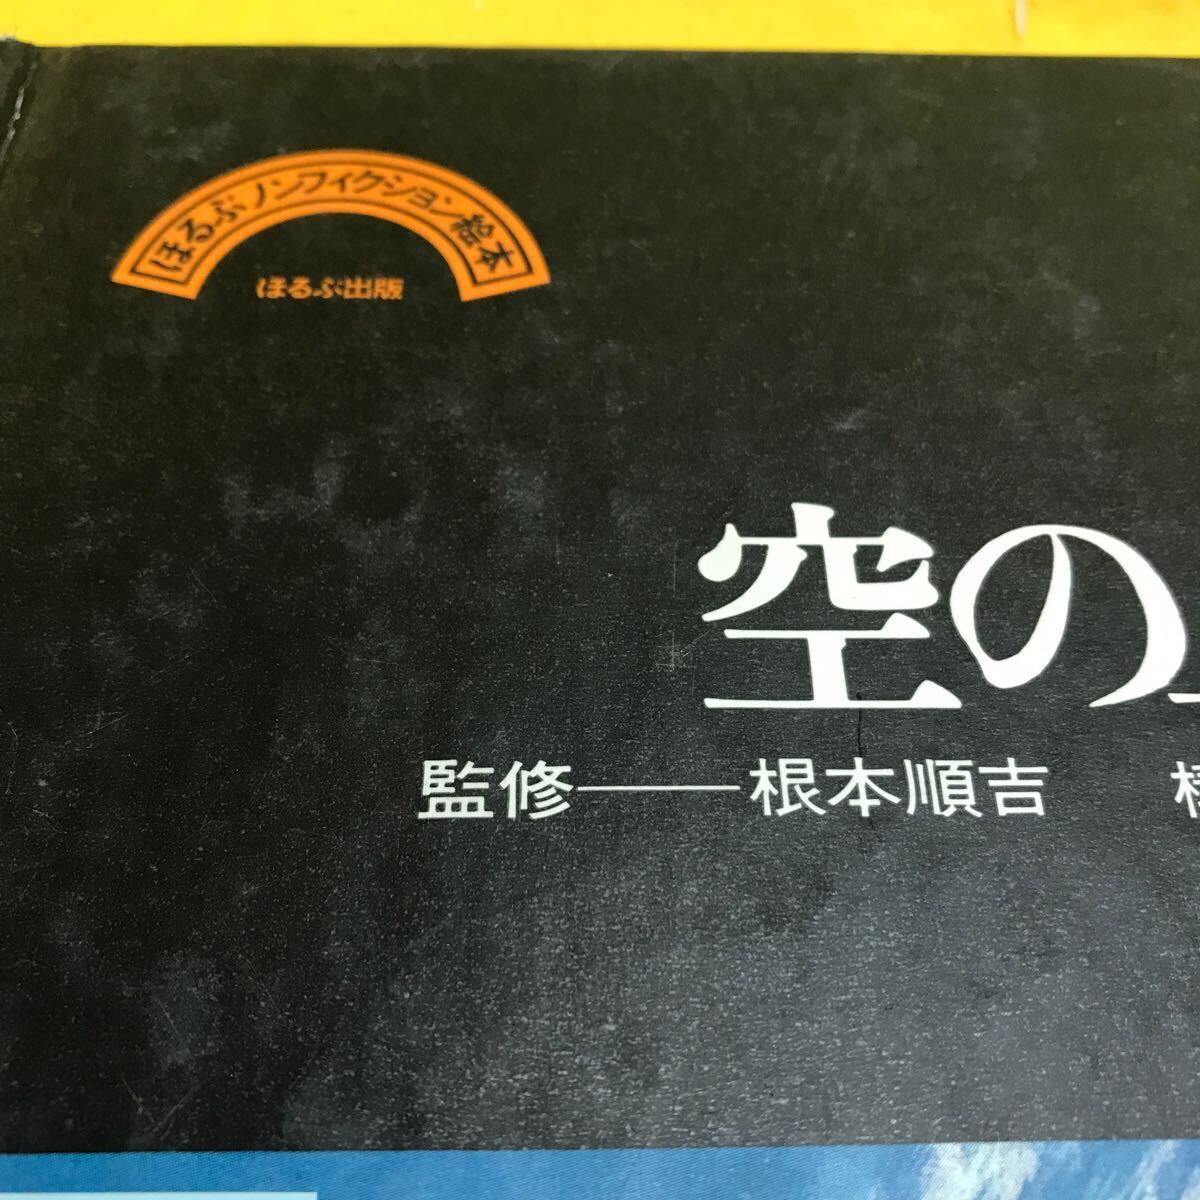 ほるぷノンフィクション絵本
ほるぷ出版
空の
監修――根本順吉